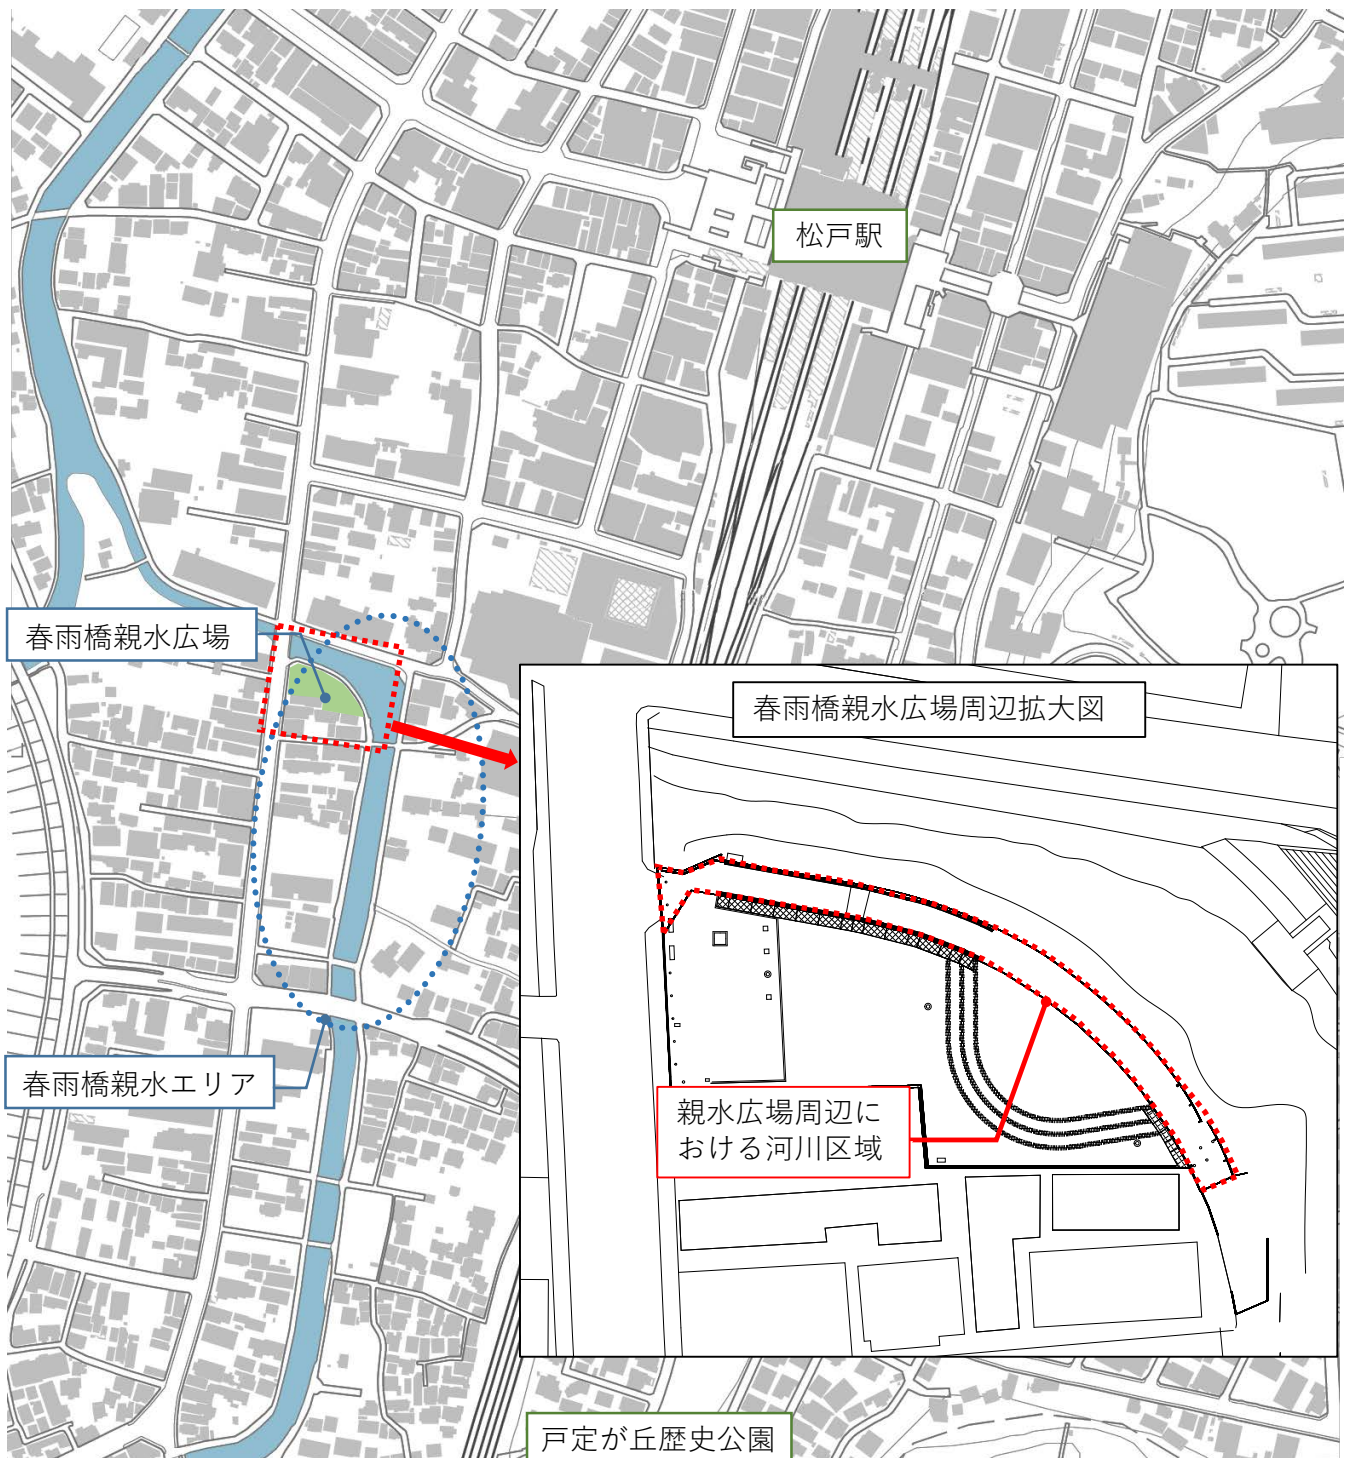 松戸駅
春雨橋親水広場
春雨橋親水広場周辺拡大図
春雨橋親水エリア
親水広場周辺に
おける河川区域
戸定が丘歴史公園